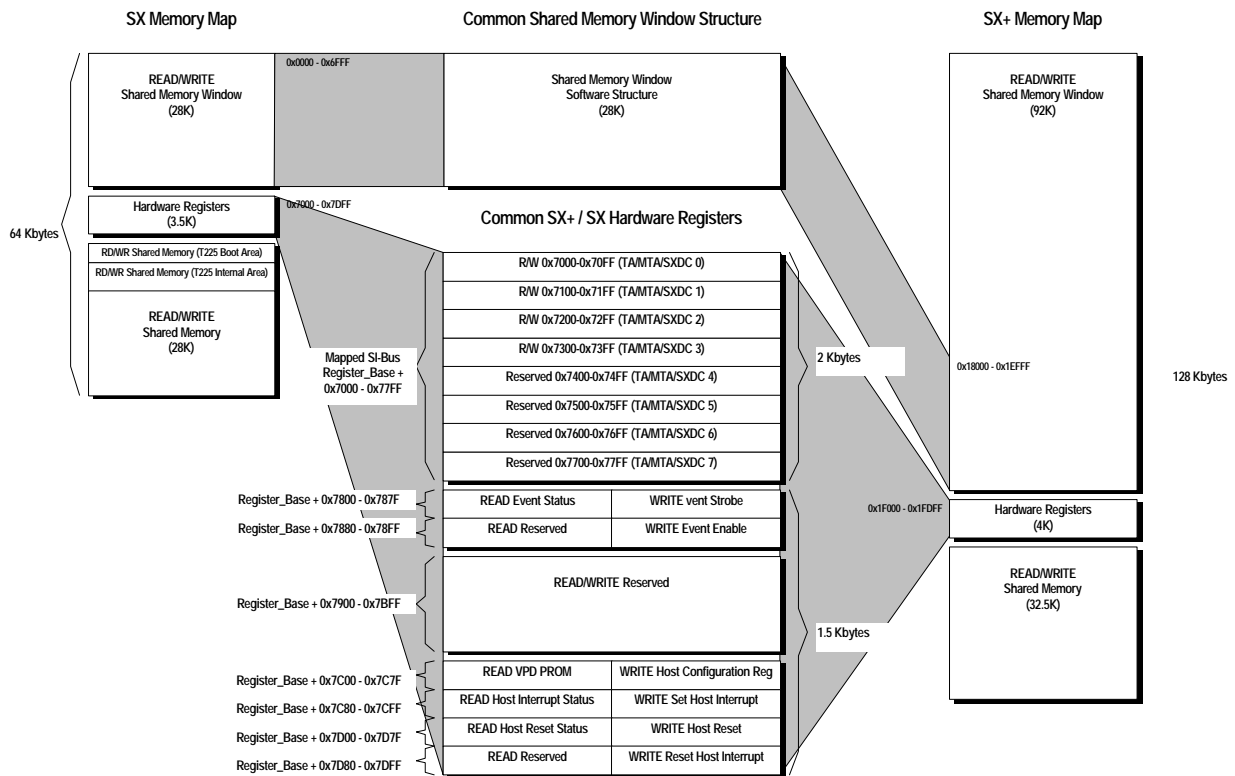 SX Memory Map
Common Shared Memory Window Structure
SX+ Memory Map
READ/WRITE
Shared Memory Window
(28K)
0x0000 - 0x6FFF
Shared Memory Window
Software Structure
(28K)
READ/WRITE
Shared Memory Window
(92K)
Hardware Registers
(3.5K)
0x7000 - 0x7DFF
64 Kbytes
RD/WR Shared Memory (T225 Boot Area)
RD/WR Shared Memory (T225 Internal Area)
READ/WRITE
Shared Memory
(28K)
Common SX+ / SX Hardware Registers
R/W 0x7000-0x70FF (TA/MTA/SXDC 0)
R/W 0x7100-0x71FF (TA/MTA/SXDC 1)
R/W 0x7200-0x72FF (TA/MTA/SXDC 2)
R/W 0x7300-0x73FF (TA/MTA/SXDC 3)
Reserved 0x7400-0x74FF (TA/MTA/SXDC 4)
Reserved 0x7500-0x75FF (TA/MTA/SXDC 5)
Reserved 0x7600-0x76FF (TA/MTA/SXDC 6)
Reserved 0x7700-0x77FF (TA/MTA/SXDC 7)
Mapped SI-Bus
Register_Base +
0x7000 - 0x77FF
2 Kbytes
0x18000 - 0x1EFFF
128 Kbytes
Register_Base + 0x7800 - 0x787F
READ Event Status
WRITE vent Strobe
Register_Base + 0x7880 - 0x78FF
READ Reserved
WRITE Event Enable
0x1F000 - 0x1FDFF
Hardware Registers
(4K)
Register_Base + 0x7900 - 0x7BFF
READ/WRITE Reserved
1.5 Kbytes
READ/WRITE
Shared Memory
(32.5K)
Register_Base + 0x7C00 - 0x7C7F
READ VPD PROM
WRITE Host Configuration Reg
Register_Base + 0x7C80 - 0x7CFF
READ Host Interrupt Status
WRITE Set Host Interrupt
Register_Base + 0x7D00 - 0x7D7F
READ Host Reset Status
WRITE Host Reset
Register_Base + 0x7D80 - 0x7DFF
READ Reserved
WRITE Reset Host Interrupt